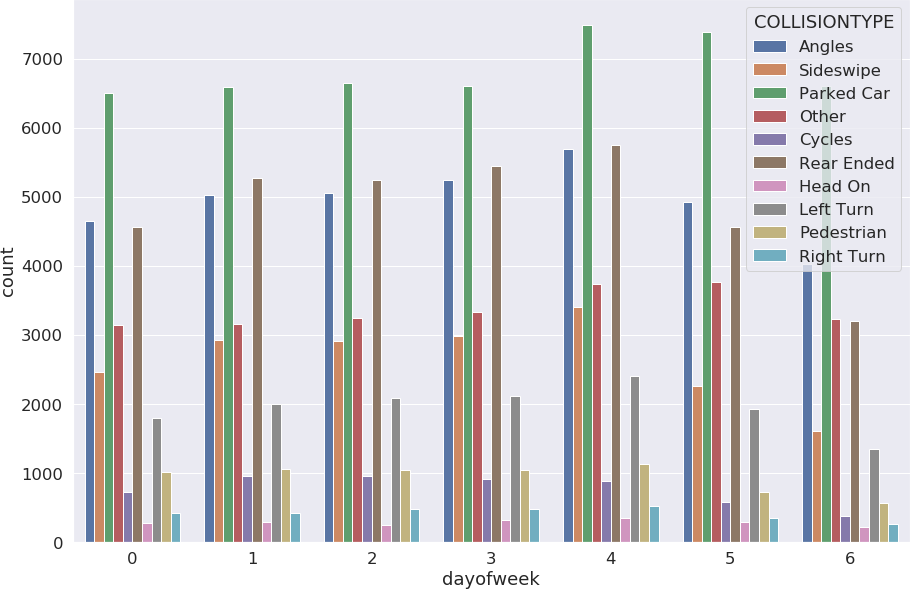 COLLISIONTYPE
Angles
Sideswipe
Parked Car
Other
Cycles
Rear Ended
Head On
Left Turn
Pedestrian
Right Turn
7000
6000
5000
4000
3000
2000
1000
0
count
0 1 2 3 4 5 6
dayofweek